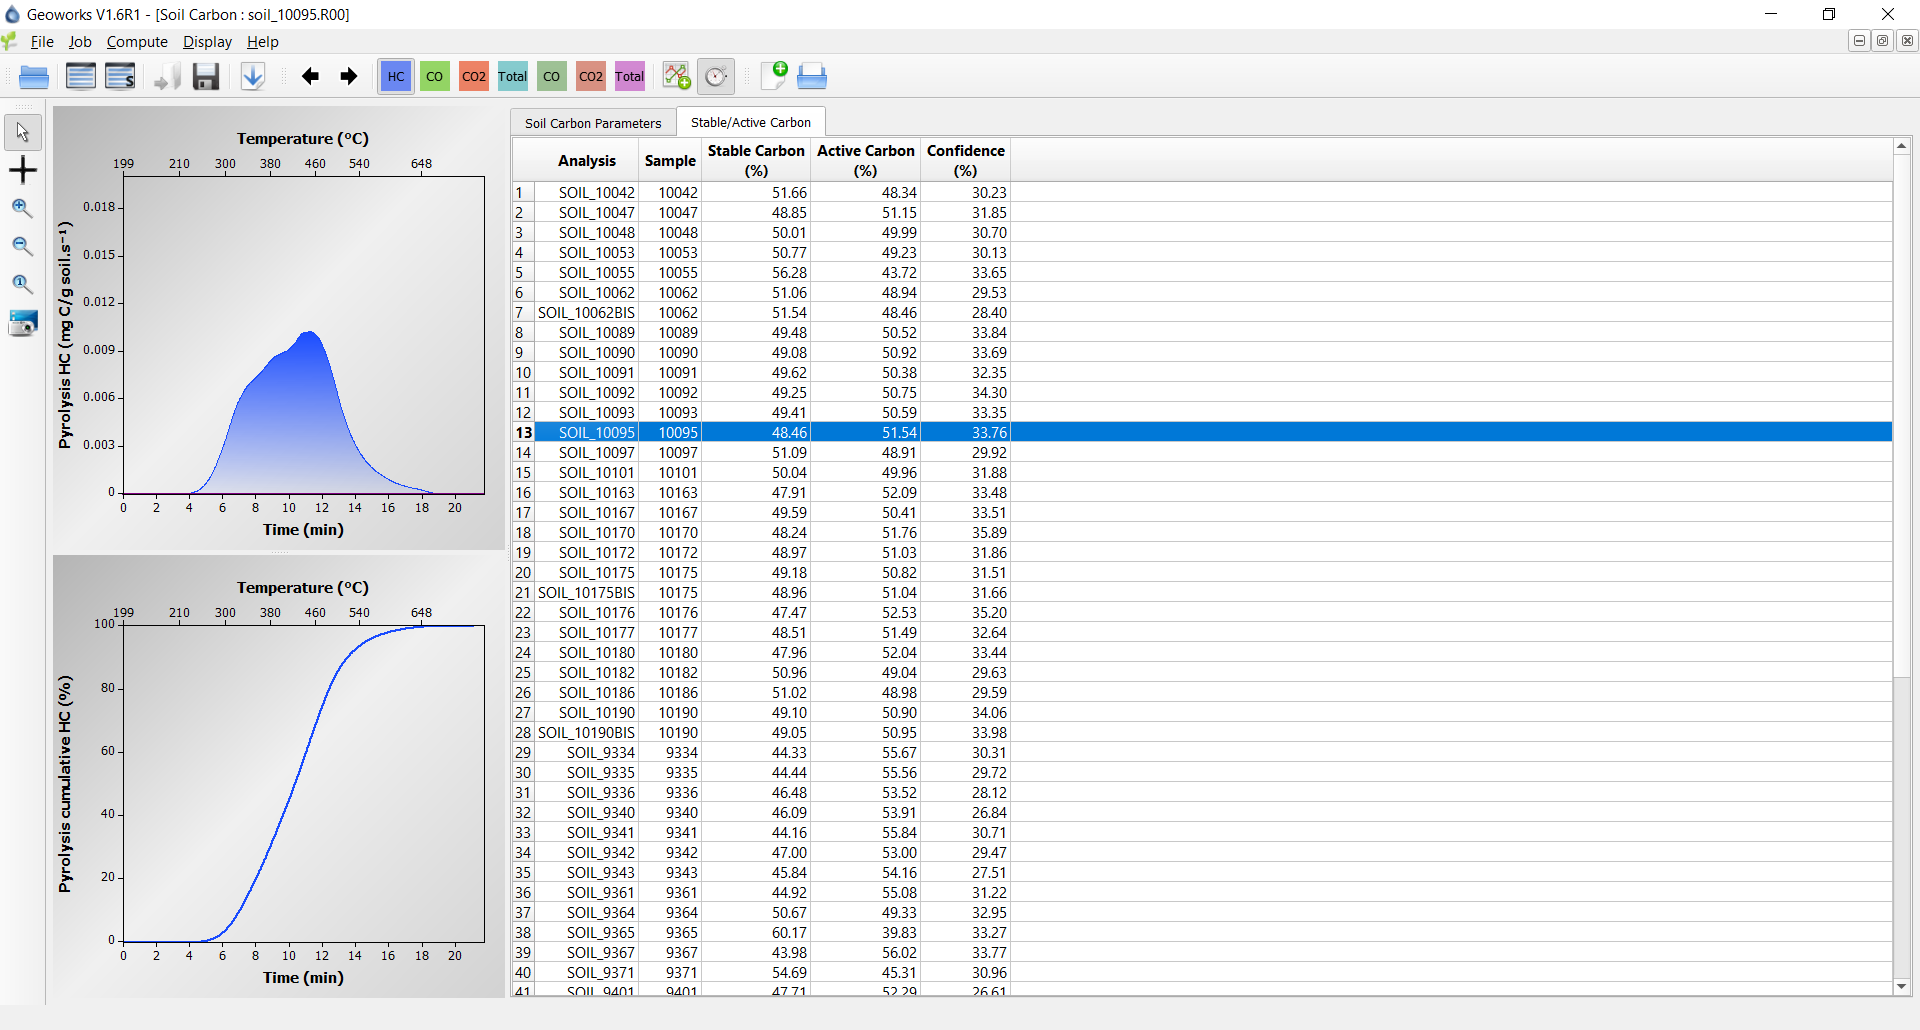 Geoworks V1.6R1 - [Soil Carbon : soil_10095.R00]
File Job Compute Display Help
HC CO CO2 Total CO CO2 Total
Temperature (°C)
199 210 300 380 460 540 648
Pyrolysis HC (mg C/g soil.s⁻¹)
0.018
0.015
0.012
0.009
0.006
0.003
0
0 2 4 6 8 10 12 14 16 18 20
Time (min)
Temperature (°C)
199 210 300 380 460 540 648
Pyrolysis cumulative HC (%)
100
80
60
40
20
0
0 2 4 6 8 10 12 14 16 18 20
Time (min)
Soil Carbon Parameters Stable/Active Carbon
Analysis Sample Stable Carbon (%) Active Carbon (%) Confidence (%)
1 SOIL_10042 10042 51.66 48.34 30.23
2 SOIL_10047 10047 48.85 51.15 31.85
3 SOIL_10048 10048 50.01 49.99 30.70
4 SOIL_10053 10053 50.77 49.23 30.13
5 SOIL_10055 10055 56.28 43.72 33.65
6 SOIL_10062 10062 51.06 48.94 29.53
7 SOIL_10062BIS 10062 51.54 48.46 28.40
8 SOIL_10089 10089 49.48 50.52 33.84
9 SOIL_10090 10090 49.08 50.92 33.69
10 SOIL_10091 10091 49.62 50.38 32.35
11 SOIL_10092 10092 49.25 50.75 34.30
12 SOIL_10093 10093 49.41 50.59 33.35
13 SOIL_10095 10095 48.46 51.54 33.76
14 SOIL_10097 10097 51.09 48.91 29.92
15 SOIL_10101 10101 50.04 49.96 31.88
16 SOIL_10163 10163 47.91 52.09 33.48
17 SOIL_10167 10167 49.59 50.41 33.51
18 SOIL_10170 10170 48.24 51.76 35.89
19 SOIL_10172 10172 48.97 51.03 31.86
20 SOIL_10175 10175 49.18 50.82 31.51
21 SOIL_10175BIS 10175 48.96 51.04 31.66
22 SOIL_10176 10176 47.47 52.53 35.20
23 SOIL_10177 10177 48.51 51.49 32.64
24 SOIL_10180 10180 47.96 52.04 33.44
25 SOIL_10182 10182 50.96 49.04 29.63
26 SOIL_10186 10186 51.02 48.98 29.59
27 SOIL_10190 10190 49.10 50.90 34.06
28 SOIL_10190BIS 10190 49.05 50.95 33.98
29 SOIL_9334 9334 44.33 55.67 30.31
30 SOIL_9335 9335 44.44 55.56 29.72
31 SOIL_9336 9336 46.48 53.52 28.12
32 SOIL_9340 9340 46.09 53.91 26.84
33 SOIL_9341 9341 44.16 55.84 30.71
34 SOIL_9342 9342 47.00 53.00 29.47
35 SOIL_9343 9343 45.84 54.16 27.51
36 SOIL_9361 9361 44.92 55.08 31.22
37 SOIL_9364 9364 50.67 49.33 32.95
38 SOIL_9365 9365 60.17 39.83 33.27
39 SOIL_9367 9367 43.98 56.02 33.77
40 SOIL_9371 9371 54.69 45.31 30.96
41 SOIL_9401 9401 47.71 52.29 26.61